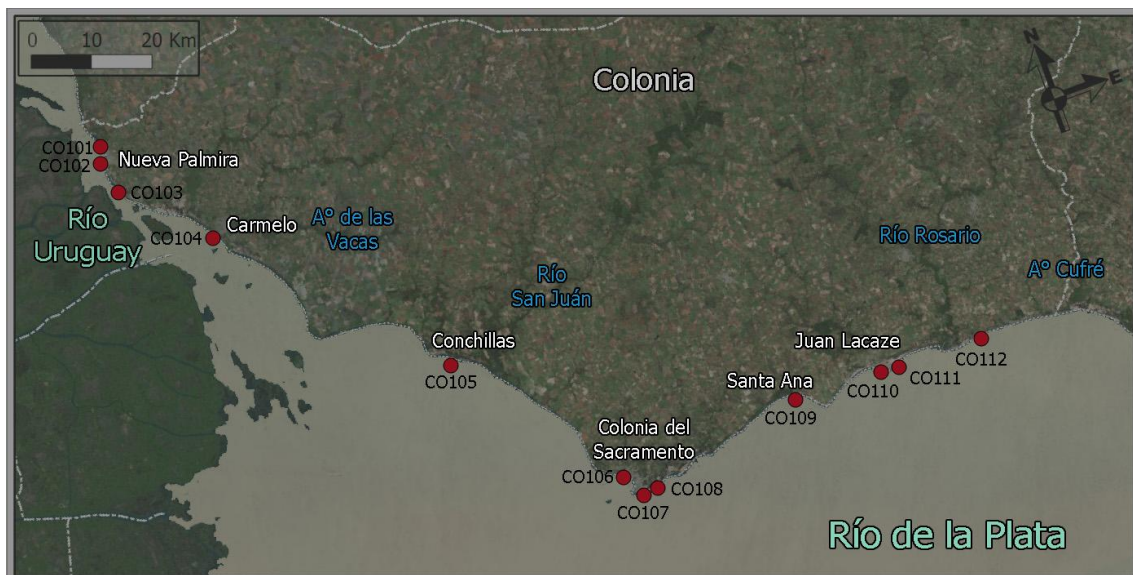 0 10 20 Km
Colonia
N
E
CO101
CO102
Nueva Palmira
CO103
Río
Uruguay
CO104
Carmelo
A° de las
Vacas
Río
San Juán
Río Rosario
A° Cufré
Conchillas
CO105
Juan Lacaze
CO112
CO110
CO111
Santa Ana
CO109
Colonia del
Sacramento
CO106
CO108
CO107
Río de la Plata